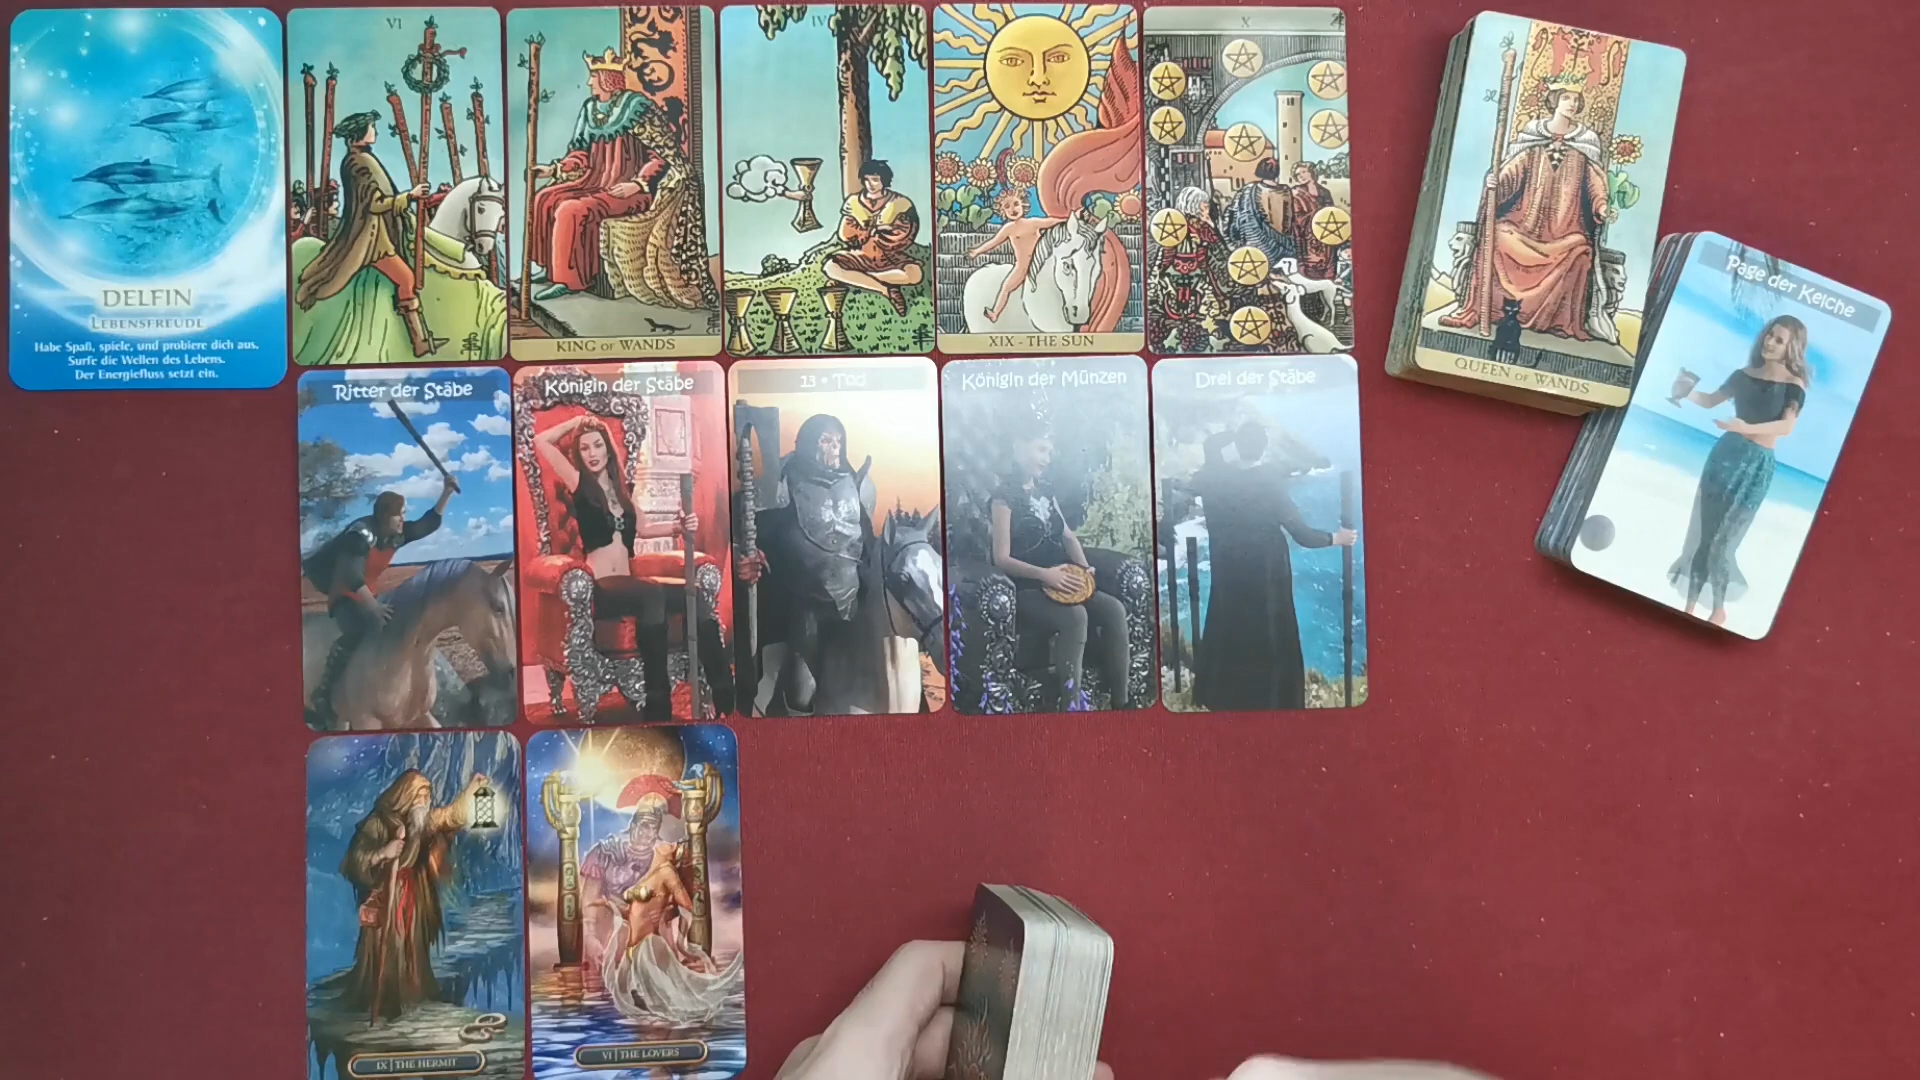 DELFIN
LEBENSFREUDE
Habe Spaß, spiele, und probiere dich aus.
Surfe die Wellen des Lebens.
Der Energiefluss setzt ein.
VI
KING OF WANDS
IV
XIX - THE SUN
X
QUEEN OF WANDS
Page der Kelche
Ritter der Stäbe
Königin der Stäbe
13 • Tod
Königin der Münzen
Drei der Stäbe
IX | THE HERMIT
VI | THE LOVERS